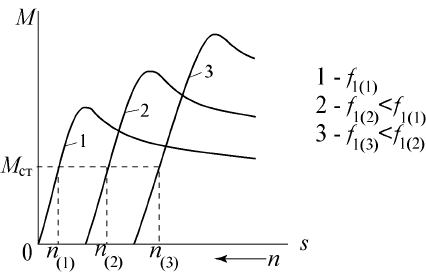 M
1
2
3
1 - f1(1)
2 - f1(2)<f1(1)
3 - f1(3)<f1(2)
Mст
0
n(1) n(2) n(3)
n
s